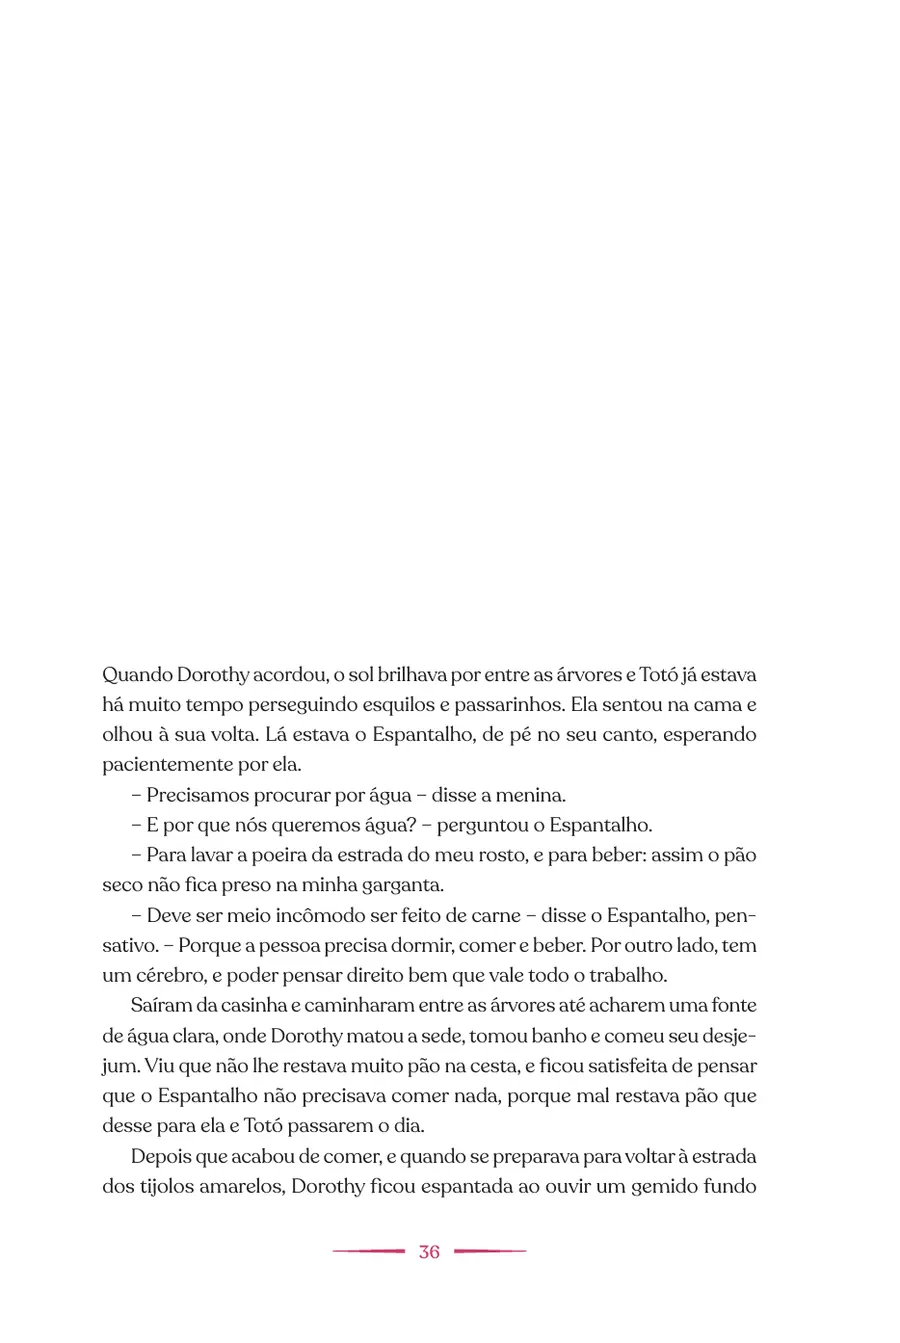 Quando Dorothy acordou, o sol brilhava por entre as árvores e Totó já estava
há muito tempo perseguindo esquilos e passarinhos. Ela sentou na cama e
olhou à sua volta. Lá estava o Espantalho, de pé no seu canto, esperando
pacientemente por ela.
– Precisamos procurar por água – disse a menina.
– E por que nós queremos água? – perguntou o Espantalho.
– Para lavar a poeira da estrada do meu rosto, e para beber: assim o pão
seco não fica preso na minha garganta.
– Deve ser meio incômodo ser feito de carne – disse o Espantalho, pen-
sativo. – Porque a pessoa precisa dormir, comer e beber. Por outro lado, tem
um cérebro, e poder pensar direito bem que vale todo o trabalho.
Saíram da casinha e caminharam entre as árvores até acharem uma fonte
de água clara, onde Dorothy matou a sede, tomou banho e comeu seu desje-
jum. Viu que não lhe restava muito pão na cesta, e ficou satisfeita de pensar
que o Espantalho não precisava comer nada, porque mal restava pão que
desse para ela e Totó passarem o dia.
Depois que acabou de comer, e quando se preparava para voltar à estrada
dos tijolos amarelos, Dorothy ficou espantada ao ouvir um gemido fundo
36